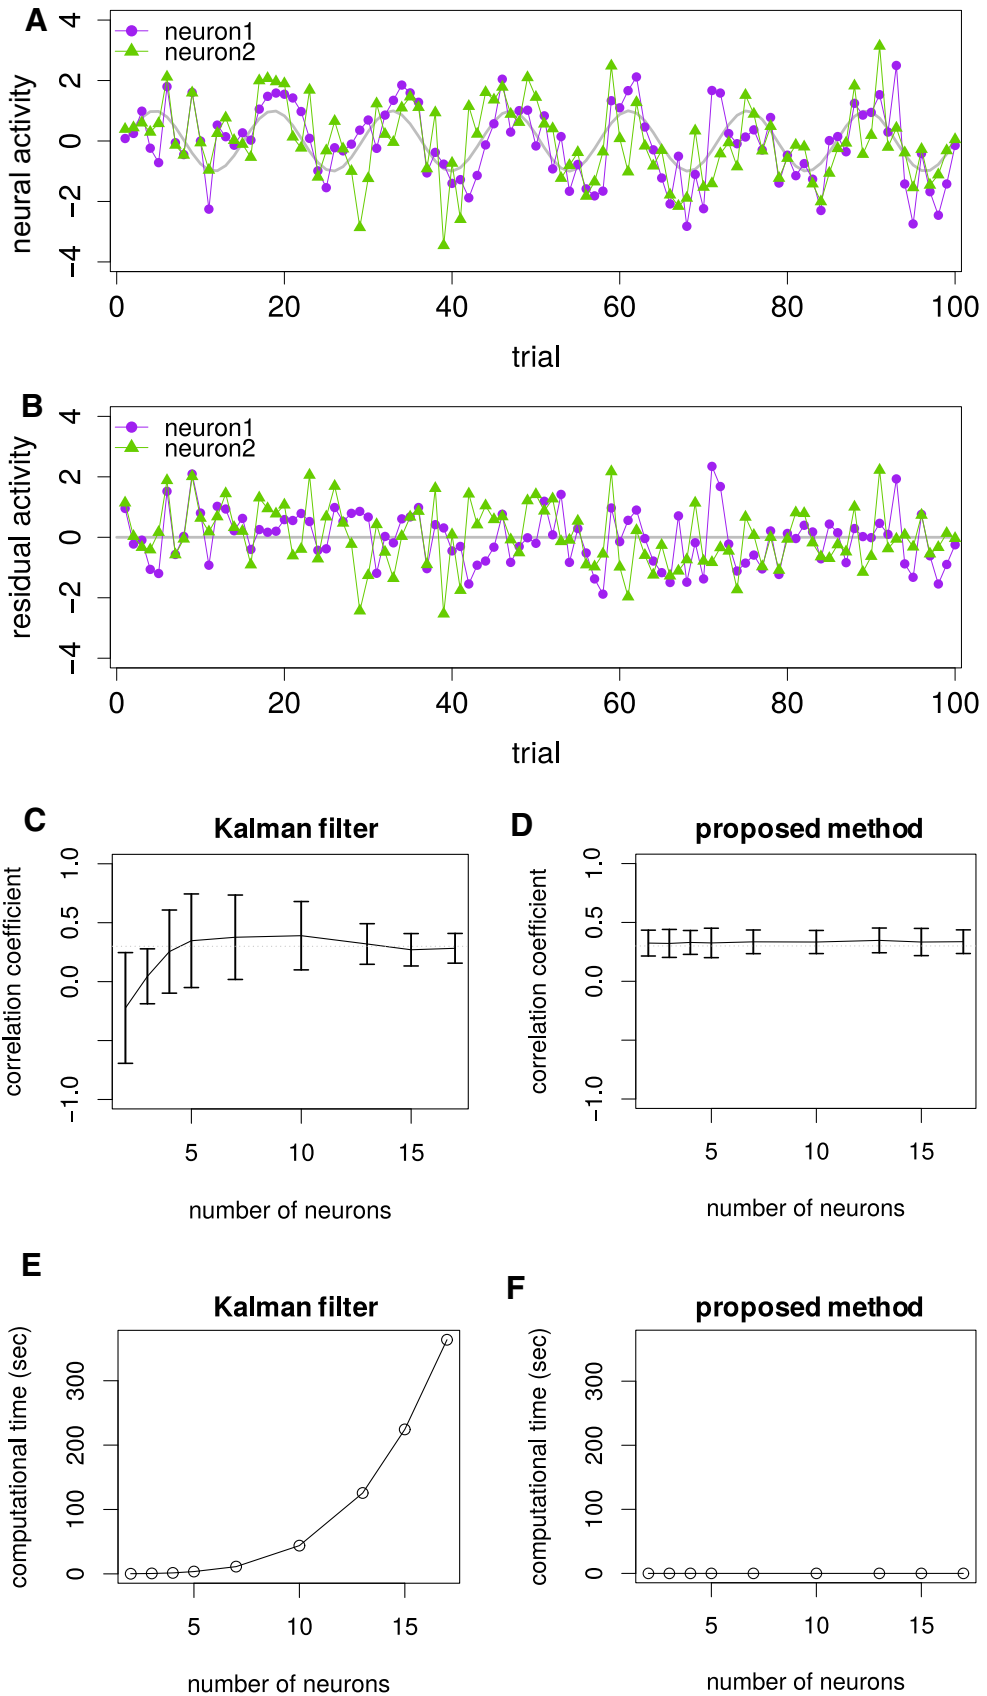 A
neuron1
neuron2
neural activity
4
2
0
−2
−4
0 20 40 60 80 100
trial
B
neuron1
neuron2
residual activity
4
2
0
−2
−4
0 20 40 60 80 100
trial
C
Kalman filter
correlation coefficient
1.0
0.5
0.0
−1.0
5 10 15
number of neurons
D
proposed method
correlation coefficient
1.0
0.5
0.0
−1.0
5 10 15
number of neurons
E
Kalman filter
computational time (sec)
300
200
100
0
5 10 15
number of neurons
F
proposed method
computational time (sec)
300
200
100
0
5 10 15
number of neurons